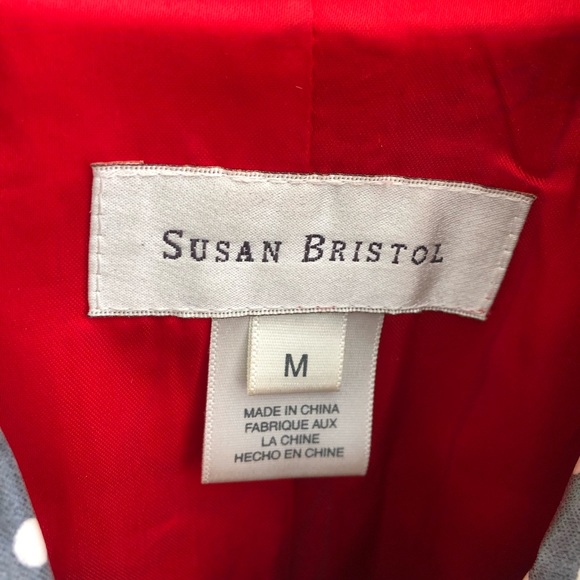 SUSAN BRISTOL
M
MADE IN CHINA
FABRIQUE AUX
LA CHINE
HECHO EN CHINE